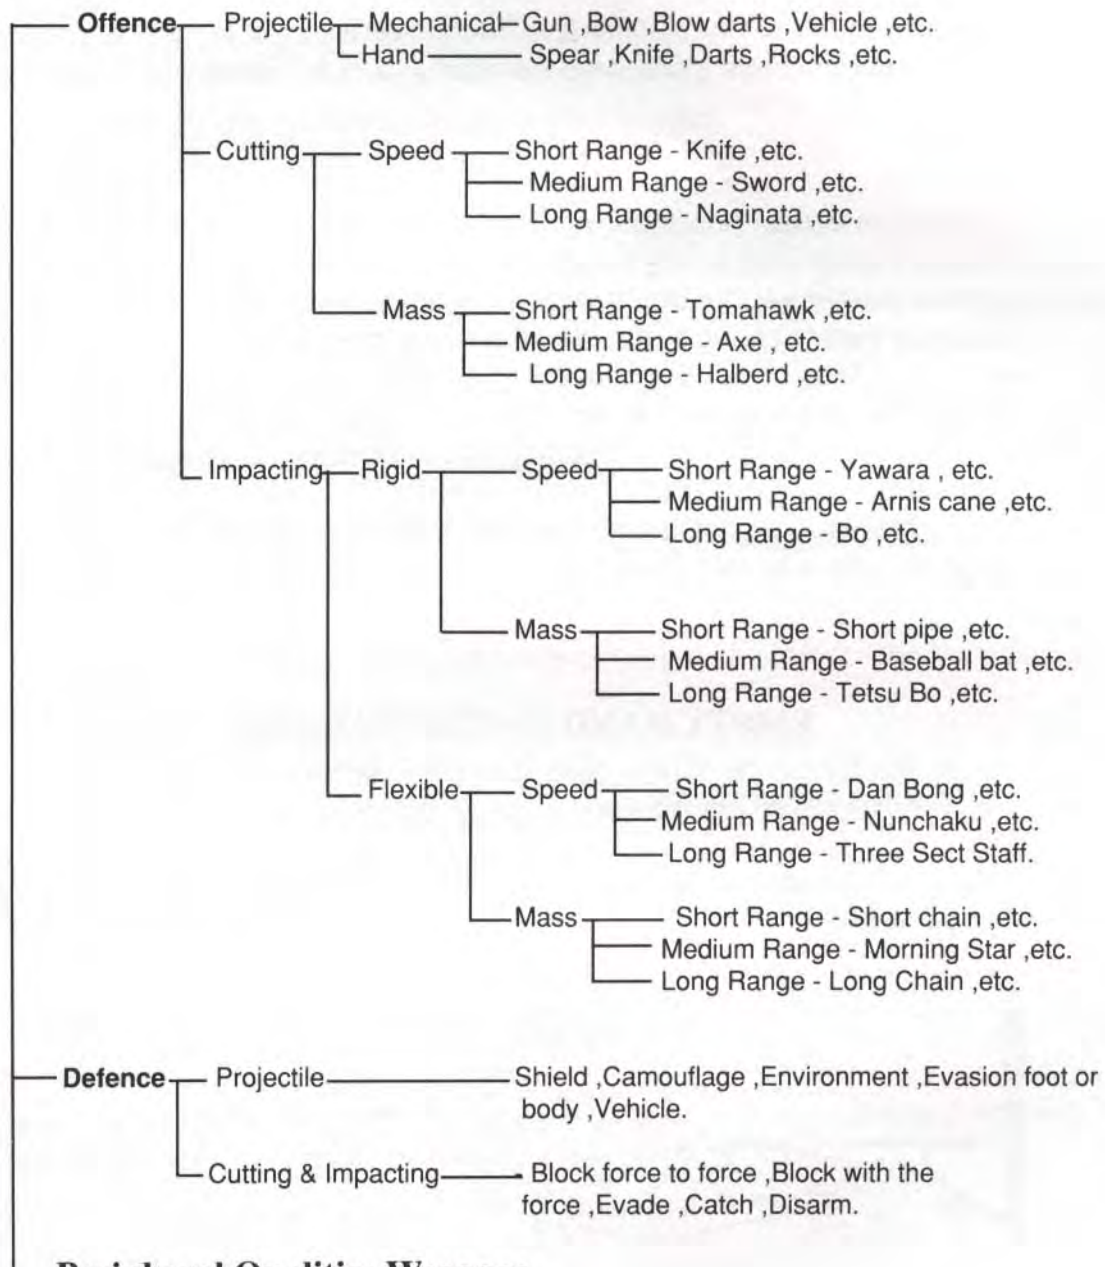 Offence Projectile Mechanical Gun ,Bow ,Blow darts ,Vehicle ,etc.
Hand Spear ,Knife ,Darts ,Rocks ,etc.
Cutting Speed Short Range - Knife ,etc.
Medium Range - Sword ,etc.
Long Range - Naginata ,etc.
Mass Short Range - Tomahawk ,etc.
Medium Range - Axe , etc.
Long Range - Halberd ,etc.
Impacting Rigid Speed Short Range - Yawara , etc.
Medium Range - Arnis cane ,etc.
Long Range - Bo ,etc.
Mass Short Range - Short pipe ,etc.
Medium Range - Baseball bat ,etc.
Long Range - Tetsu Bo ,etc.
Flexible Speed Short Range - Dan Bong ,etc.
Medium Range - Nunchaku ,etc.
Long Range - Three Sect Staff.
Mass Short Range - Short chain ,etc.
Medium Range - Morning Star ,etc.
Long Range - Long Chain ,etc.
Defence Projectile Shield ,Camouflage ,Environment ,Evasion foot or
body ,Vehicle.
Cutting & Impacting Block force to force ,Block with the
force ,Evade ,Catch ,Disarm.